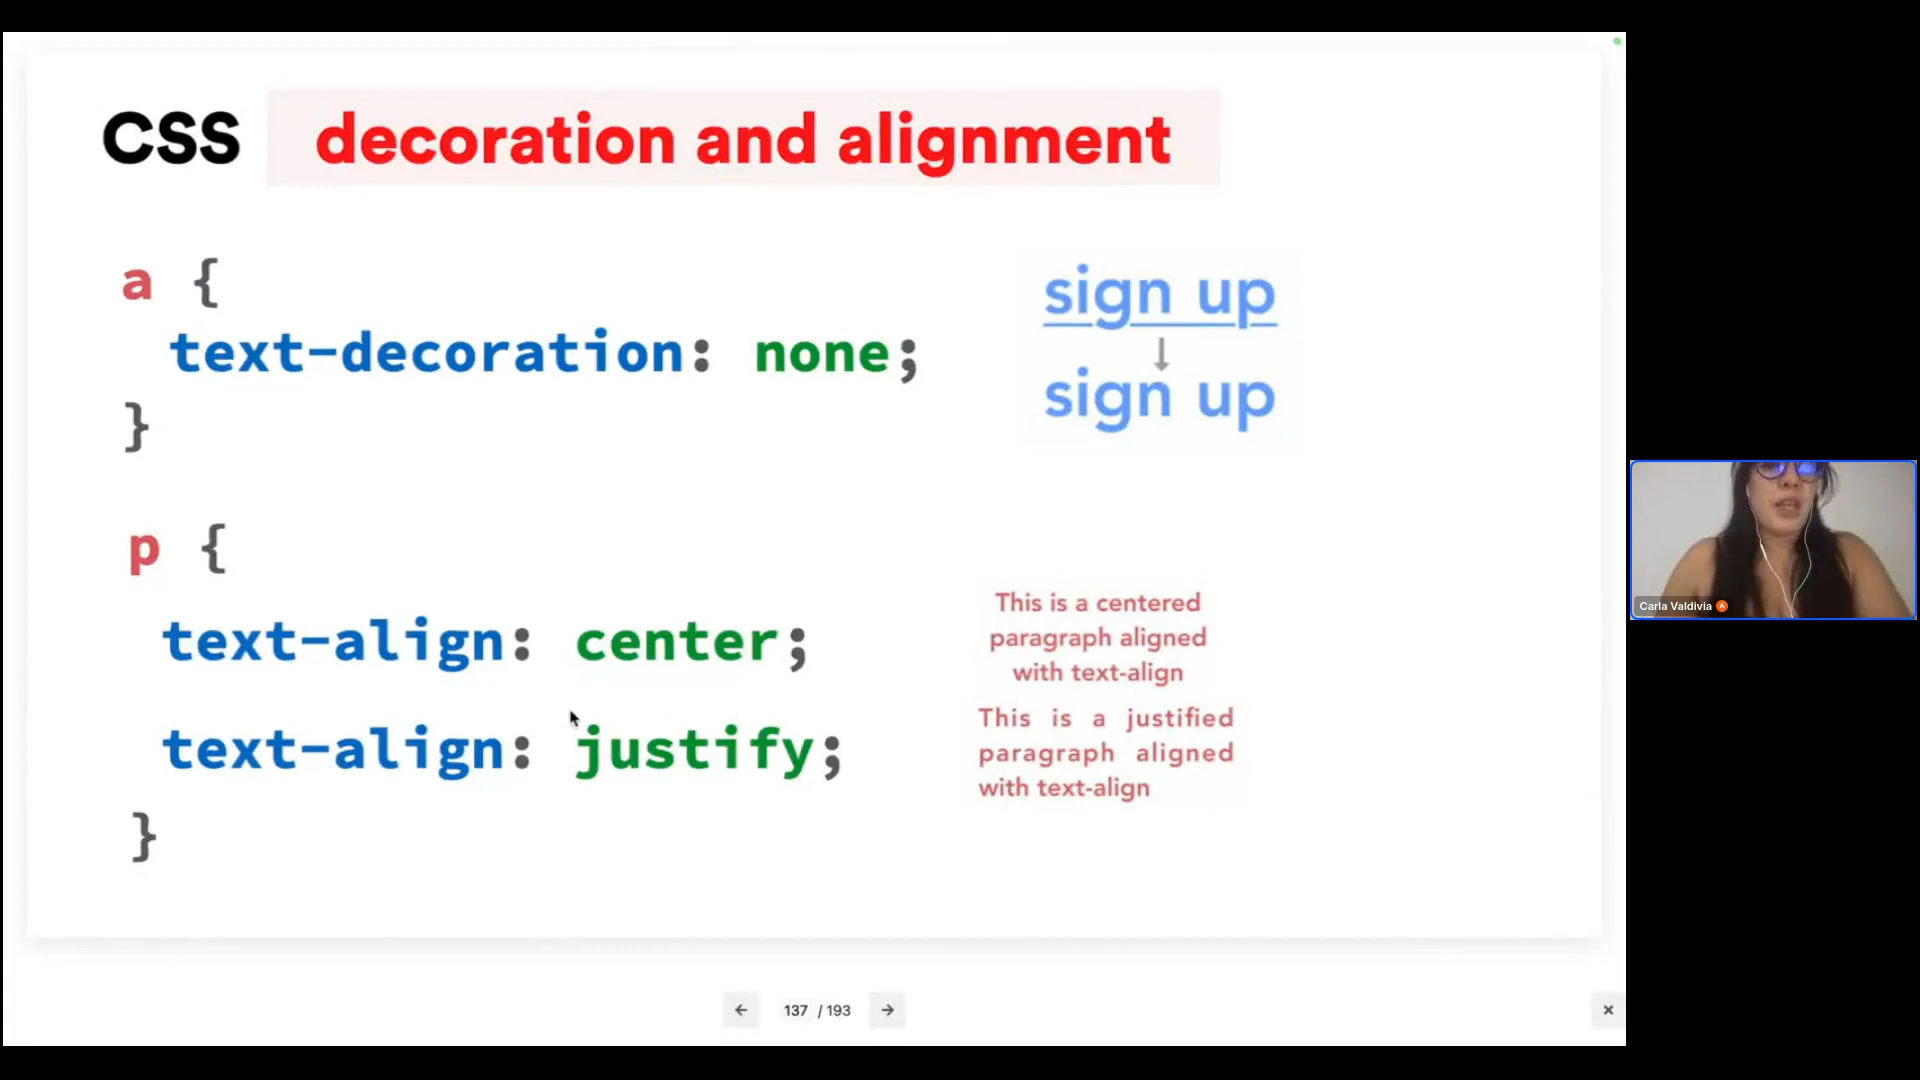 CSS decoration and alignment
a {
text-decoration: none;
}
sign up
↓
sign up
p {
text-align: center;
text-align: justify;
}
This is a centered
paragraph aligned
with text-align
This is a justified
paragraph aligned
with text-align
Carla Valdivia A
← 137 / 193 → ×